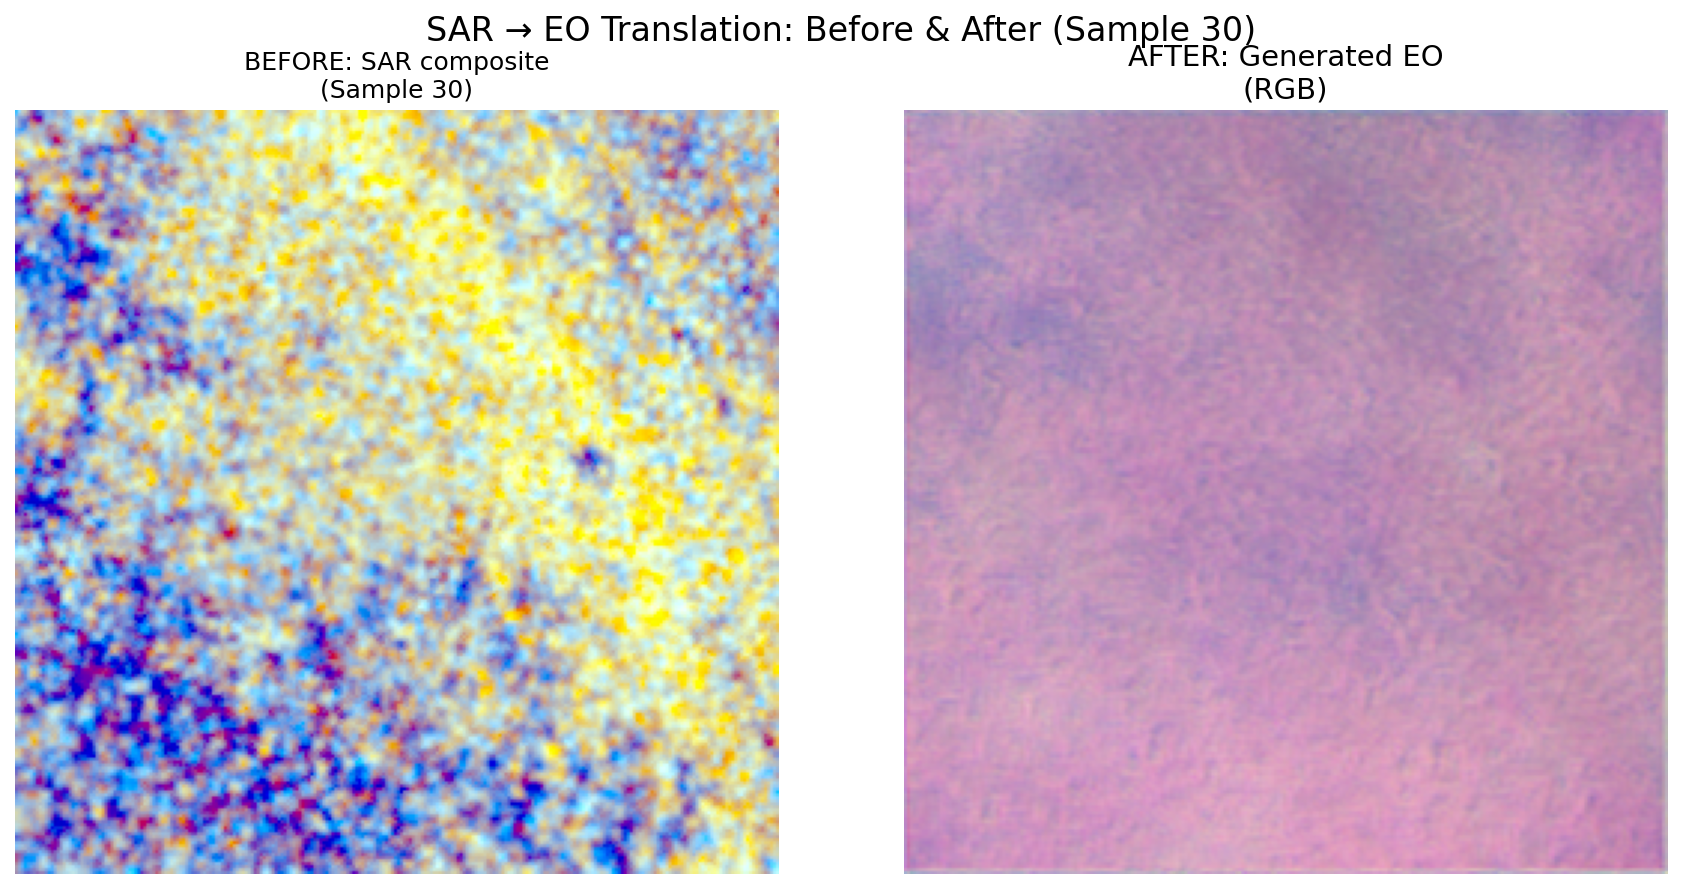 SAR → EO Translation: Before & After (Sample 30)
BEFORE: SAR composite
(Sample 30)
AFTER: Generated EO
(RGB)